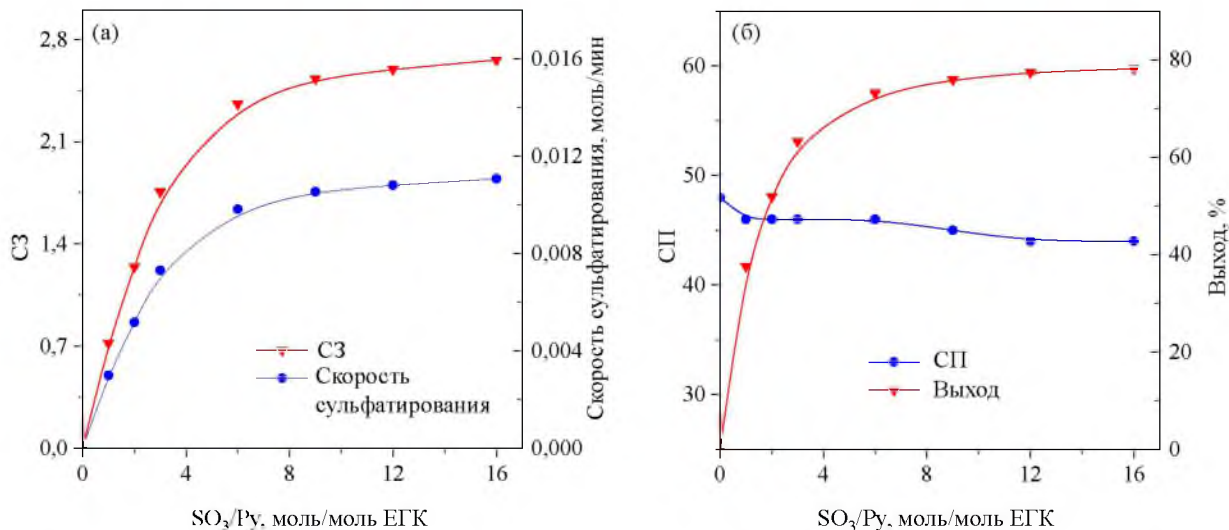 (а)
2,8
2,1
1,4
0,7
0,0
СЗ
0,016
0,012
0,008
0,004
0,000
Скорость сульфатирования, моль/мин
СЗ
Скорость
сульфатирования
0 4 8 12 16
SO₃/Py, моль/моль ЕГК
(б)
60
50
40
30
СП
80
60
40
20
0
Выход, %
СП
Выход
0 4 8 12 16
SO₃/Py, моль/моль ЕГК